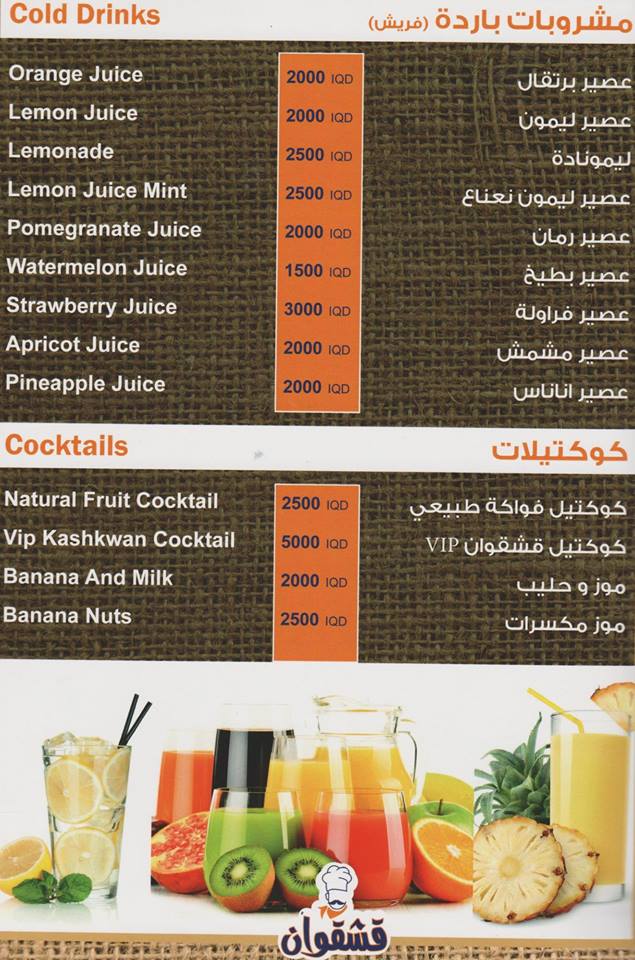 Cold Drinks مشروبات باردة (فريش)
Orange Juice 2000 IQD عصير برتقال
Lemon Juice 2000 IQD عصير ليمون
Lemonade 2500 IQD ليمونادة
Lemon Juice Mint 2500 IQD عصير ليمون نعناع
Pomegranate Juice 2000 IQD عصير رمان
Watermelon Juice 1500 IQD عصير بطيخ
Strawberry Juice 3000 IQD عصير فراولة
Apricot Juice 2000 IQD عصير مشمش
Pineapple Juice 2000 IQD عصير اناناس
Cocktails كوكتيلات
Natural Fruit Cocktail 2500 IQD كوكتيل فواكة طبيعي
Vip Kashkwan Cocktail 5000 IQD كوكتيل قشقوان VIP
Banana And Milk 2000 IQD موز و حليب
Banana Nuts 2500 IQD موز مكسرات
قشقوان